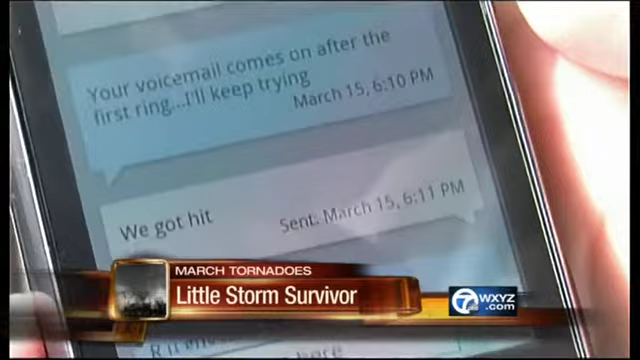 Your voicemail comes on after the
first ring...I'll keep trying
March 15, 6:10 PM
We got hit
Sent: March 15, 6:11 PM
MARCH TORNADOES
Little Storm Survivor
7 WXYZ
.com